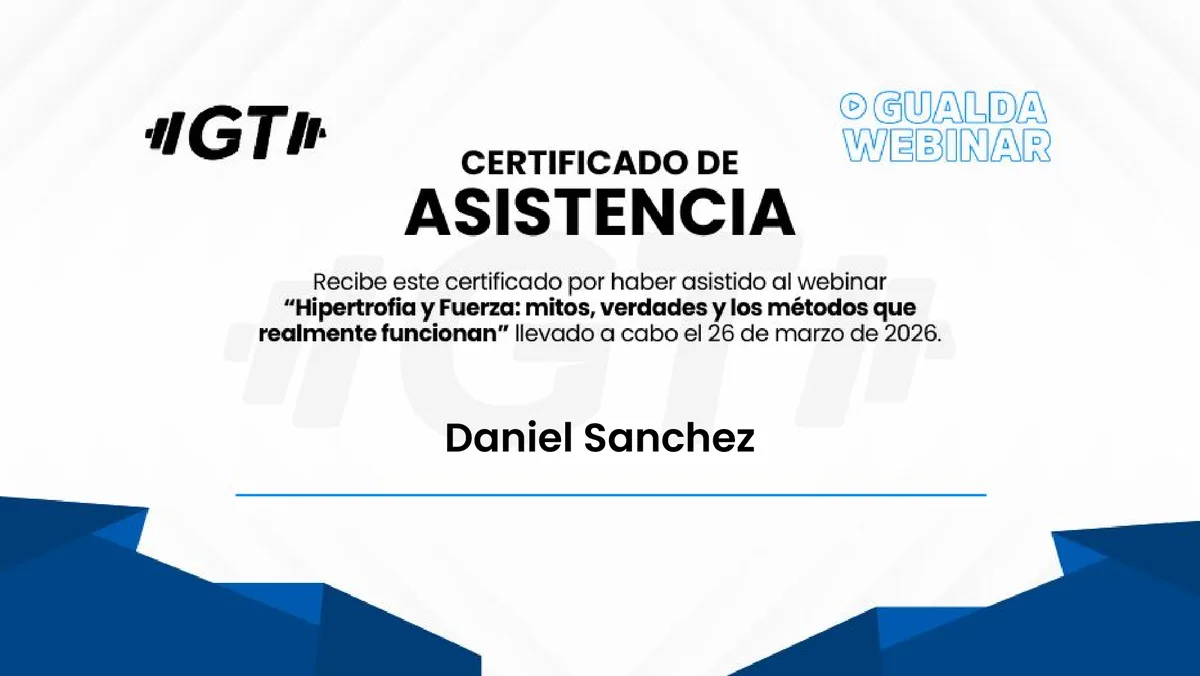 GT
GUALDA
WEBINAR
CERTIFICADO DE
ASISTENCIA
Recibe este certificado por haber asistido al webinar
“Hipertrofia y Fuerza: mitos, verdades y los métodos que
realmente funcionan” llevado a cabo el 26 de marzo de 2026.
GT
Daniel Sanchez